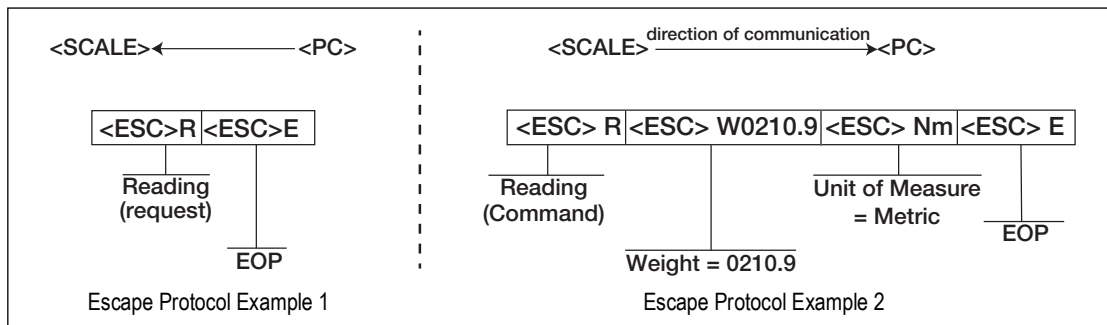 <SCALE> <PC>
<ESC>R <ESC>E
Reading
(request)
EOP
Escape Protocol Example 1
<SCALE> direction of communication <PC>
<ESC> R <ESC> W0210.9 <ESC> Nm <ESC> E
Reading
(Command)
Weight = 0210.9
Unit of Measure
= Metric
EOP
Escape Protocol Example 2